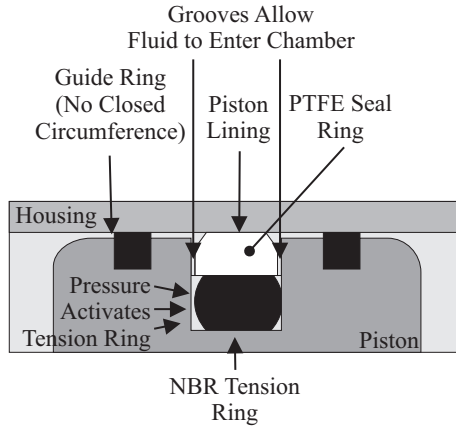 Grooves Allow
Fluid to Enter Chamber
Guide Ring
(No Closed
Circumference)
Piston
Lining
PTFE Seal
Ring
Housing
Pressure
Activates
Tension Ring
Piston
NBR Tension
Ring